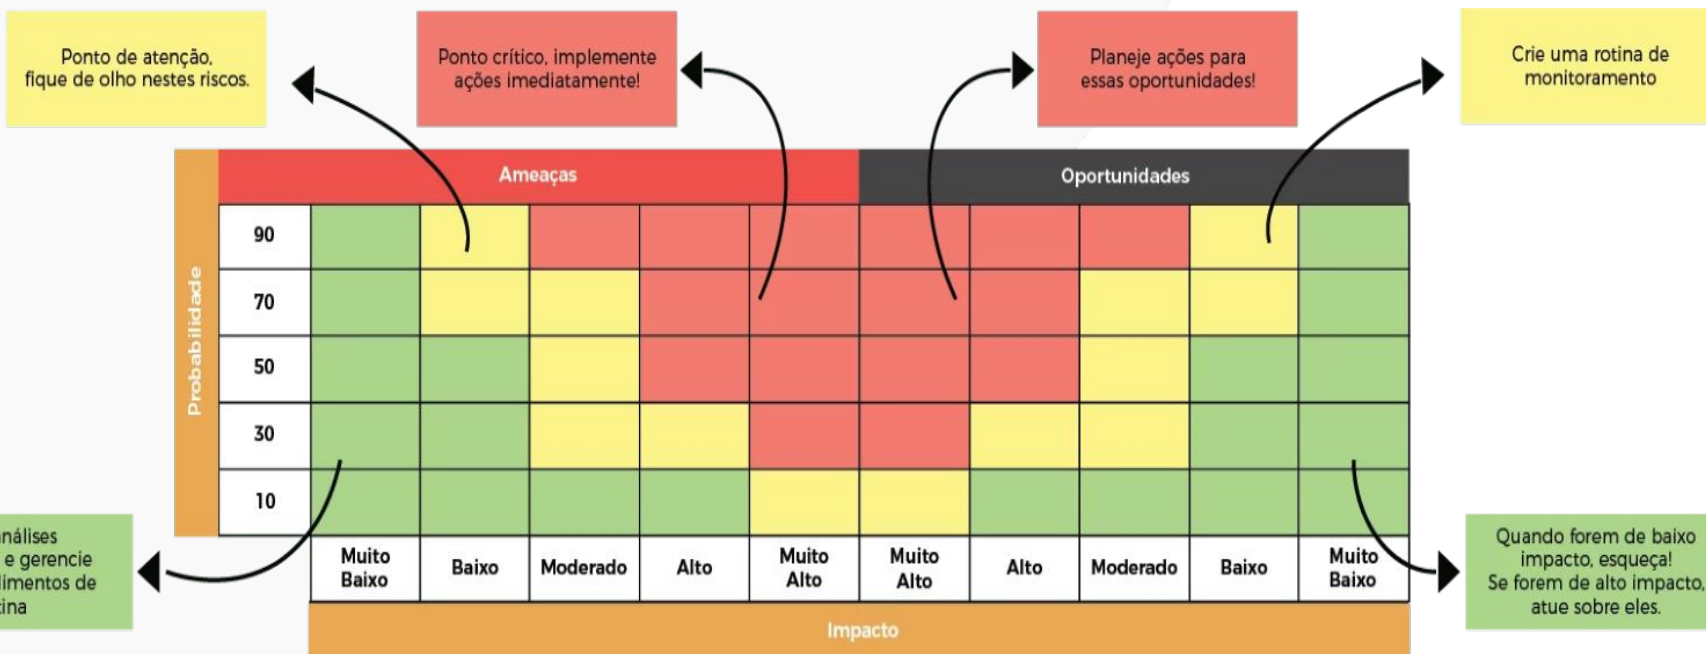 Ponto de atenção,
fique de olho nestes riscos.
Ponto crítico, implemente
ações imediatamente!
Planeje ações para
essas oportunidades!
Crie uma rotina de
monitoramento
Ameaças
Oportunidades
Probabilidade
90
70
50
30
10
Muito
Baixo
Baixo
Moderado
Alto
Muito
Alto
Muito
Alto
Alto
Moderado
Baixo
Muito
Baixo
Impacto
e gerencie
de
Quando forem de baixo
impacto, esqueça!
Se forem de alto impacto,
atue sobre eles.